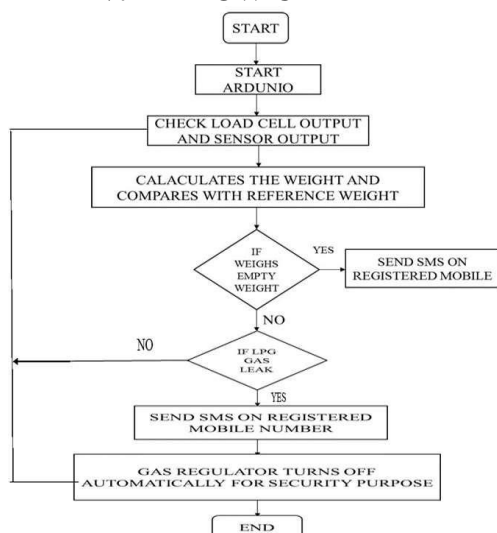 START
START
ARDUNIO
CHECK LOAD CELL OUTPUT
AND SENSOR OUTPUT
CALACULATES THE WEIGHT AND
COMPARES WITH REFERENCE WEIGHT
IF
WEIGHS
EMPTY
WEIGHT
YES
SEND SMS ON
REGISTERED MOBILE
NO
NO
IF LPG
GAS
LEAK
YES
SEND SMS ON REGISTERED
MOBILE NUMBER
GAS REGULATOR TURNS OFF
AUTOMATICALLY FOR SECURITY PURPOSE
END